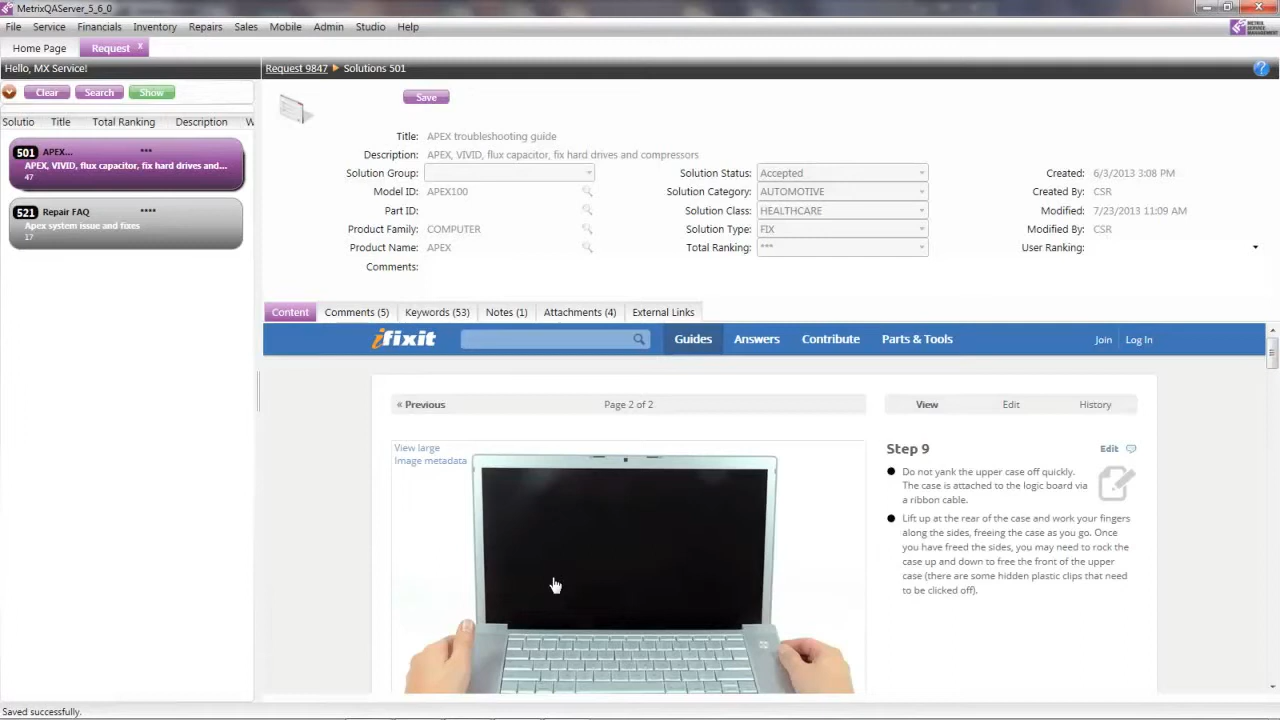 MetrixQAServer_5_6_0
File Service Financials Inventory Repairs Sales Mobile Admin Studio Help
METRIX SERVICE MANAGEMENT
Home Page Request x
Hello, MX Service! Request 9847 Solutions 501 ?
Clear Search Show Save
Solutio Title Total Ranking Description W
501 APEX... ***
APEX, VIVID, flux capacitor, fix hard drives and...
47
521 Repair FAQ ****
Apex system issue and fixes
17
Title: APEX troubleshooting guide
Description: APEX, VIVID, flux capacitor, fix hard drives and compressors
Solution Group: Solution Status: Accepted Created: 6/3/2013 3:08 PM
Model ID: APEX100 Solution Category: AUTOMOTIVE Created By: CSR
Part ID: Solution Class: HEALTHCARE Modified: 7/23/2013 11:09 AM
Product Family: COMPUTER Solution Type: FIX Modified By: CSR
Product Name: APEX Total Ranking: *** User Ranking:
Comments:
Content Comments (5) Keywords (53) Notes (1) Attachments (4) External Links
ifixit Guides Answers Contribute Parts & Tools Join Log In
« Previous Page 2 of 2 View Edit History
View large
Image metadata
Step 9 Edit
Do not yank the upper case off quickly.
The case is attached to the logic board via
a ribbon cable.
Lift up at the rear of the case and work your fingers
along the sides, freeing the case as you go. Once
you have freed the sides, you may need to rock the
case up and down to free the front of the upper
case (there are some hidden plastic clips that need
to be clicked off).
Saved successfully.